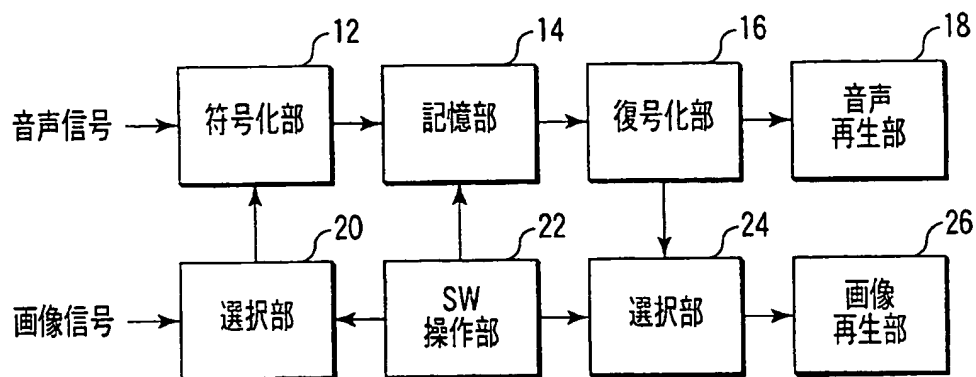 12
14
16
18
音声信号
符号化部
記憶部
復号化部
音声
再生部
20
22
24
26
画像信号
選択部
SW
操作部
選択部
画像
再生部